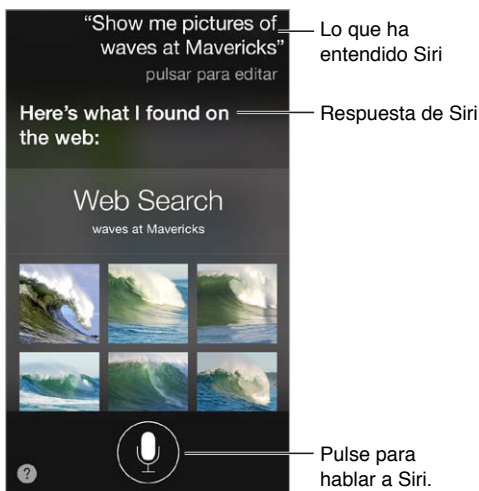 “Show me pictures of
waves at Mavericks”
pulsar para editar
Here’s what I found on
the web:
Web Search
waves at Mavericks
?
Lo que ha
entendido Siri
Respuesta de Siri
Pulse para
hablar a Siri.